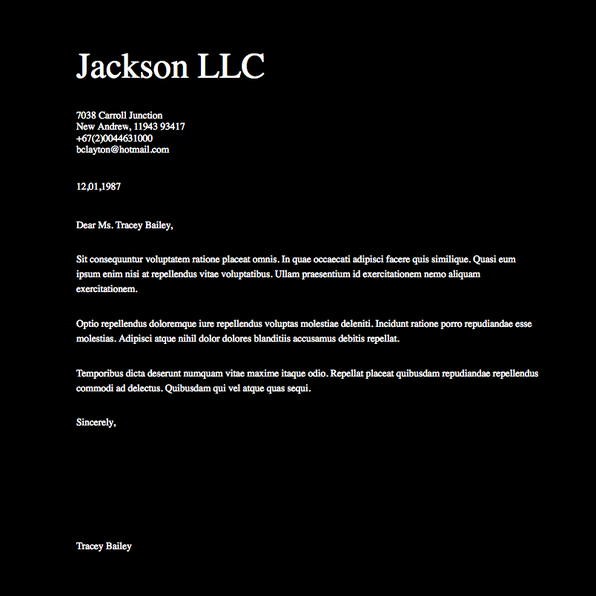 Jackson LLC
7038 Carroll Junction
New Andrew, 11943 93417
+67(2)0044631000
bclayton@hotmail.com
12,01,1987
Dear Ms. Tracey Bailey,
Sit consequuntur voluptatem ratione placeat omnis. In quae occaecati adipisci facere quis similique. Quasi eum
ipsum enim nisi at repellendus vitae voluptatibus. Ullam praesentium id exercitationem nemo aliquam
exercitationem.
Optio repellendus doloremque iure repellendus voluptas molestiae deleniti. Incidunt ratione porro repudiandae esse
molestias. Adipisci atque nihil dolor dolores blanditiis accusamus debitis repellat.
Temporibus dicta deserunt numquam vitae maxime itaque odio. Repellat placeat quibusdam repudiandae repellendus
commodi ad delectus. Quibusdam qui vel atque quas sequi.
Sincerely,
Tracey Bailey